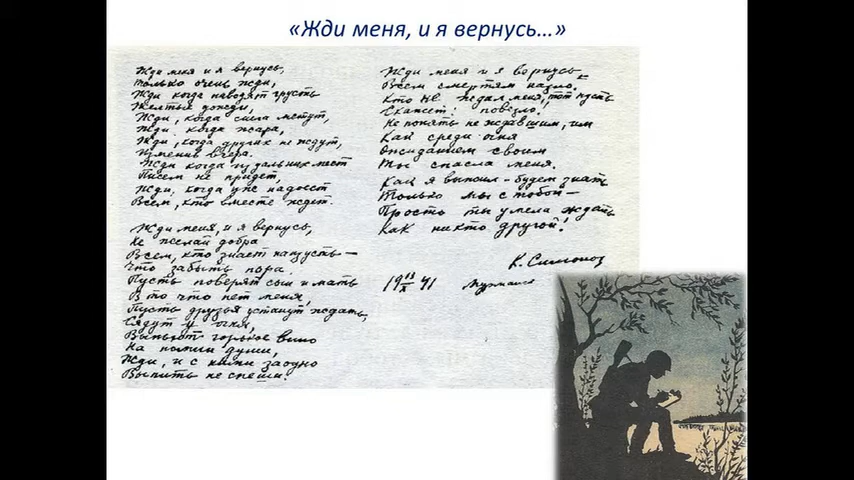 «Жди меня, и я вернусь...»
Жди меня и я вернусь,
только очень жди,
Жди когда наводят грусть
Желтые дожди,
Жди, когда снега метут,
Жди когда жара,
Жди, когда других не ждут,
Изменив вчера.
Жди когда из дальних мест
Писем не придет,
Жди, когда уж надоест
Всем, кто вместе ждет.
Жди меня, и я вернусь,
Не желай добра
Всем, кто знает наизусть—
Что забыть пора.
Пусть поверят сын и мать
В то что нет меня,
Пусть друзья устанут ждать,
Сядут у огня,
Выпьют горькое вино
На помин души,
Жди, и с ними заодно
Выпить не спеши!
Жди меня и я вернусь
Всем смертям назло.
Кто не ждал меня, тот пусть
Скажет: повезло.
Не понять не ждавшим, им
Как среди огня
Ожиданием своим
Ты спасла меня.
Как я выжил - будем знать
Только мы с тобой—
Просто ты умела ждать
Как никто другой!
К. Симонов
19 13/X 41 Мурманск